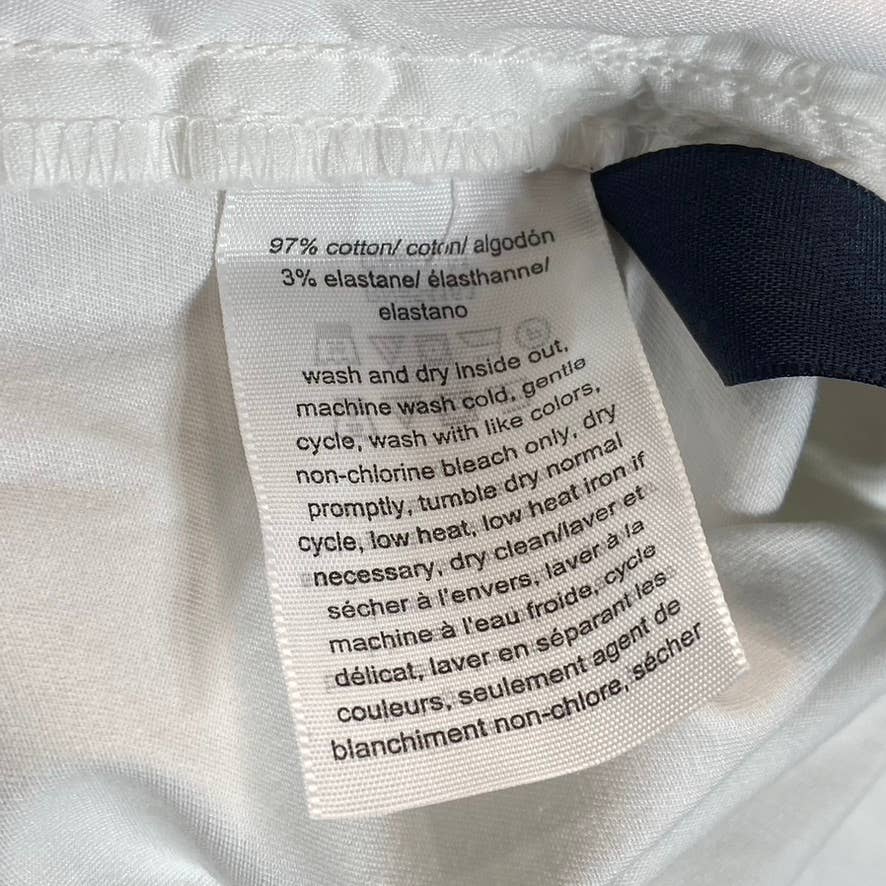 97% cotton/ coton/ algodón
3% elastane/ élasthanne/
elastano
wash and dry inside out,
machine wash cold, gentle
cycle, wash with like colors,
non-chlorine bleach only, dry
promptly, tumble dry normal
cycle, low heat, low heat iron if
necessary, dry clean/laver et
sécher à l'envers, laver à la
machine à l'eau froide, cycle
délicat, laver en séparant les
couleurs, seulement agent de
blanchiment non-chlore, sécher